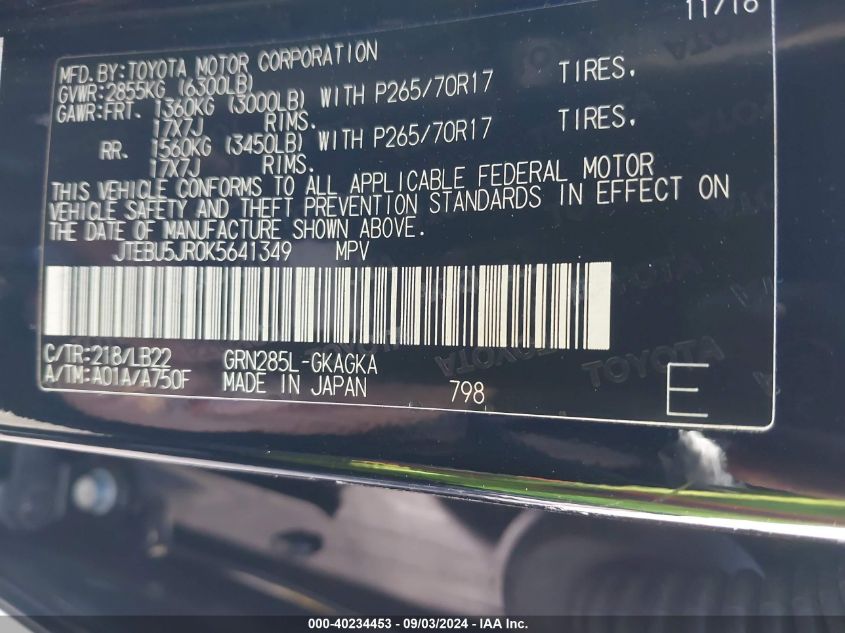 11/18
MFD.BY:TOYOTA MOTOR CORPORATION
GVWR:2855KG (6300LB)
GAWR:FRT. 1360KG (3000LB) WITH P265/70R17 TIRES.
17X7J RIMS.
RR. 1560KG (3450LB) WITH P265/70R17 TIRES.
17X7J RIMS.
THIS VEHICLE CONFORMS TO ALL APPLICABLE FEDERAL MOTOR
VEHICLE SAFETY AND THEFT PREVENTION STANDARDS IN EFFECT ON
THE DATE OF MANUFACTURE SHOWN ABOVE.
JTEBU5JR0K5641349 MPV
C/TR:218/LB22 GRN285L-GKAGKA
A/TM:A01A/A750F MADE IN JAPAN 798
E
TOYOTA
000-40234453 - 09/03/2024 - IAA Inc.